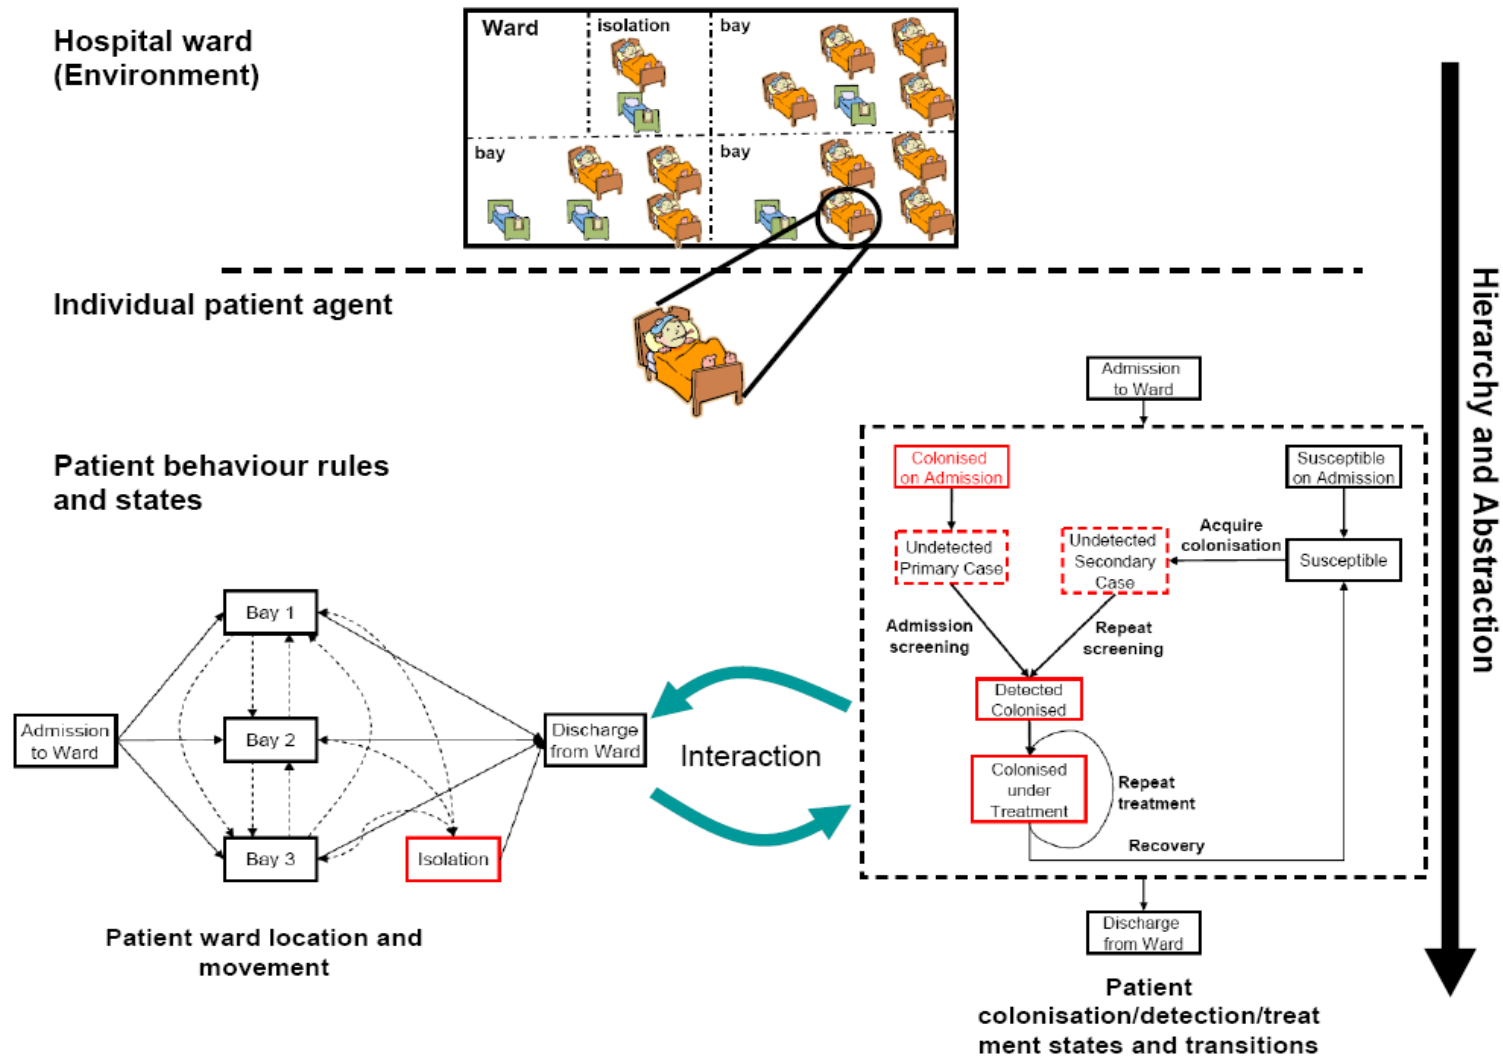 Hospital ward
(Environment)
Ward
isolation
bay
bay
bay
Individual patient agent
Hierarchy and Abstraction
Patient behaviour rules
and states
Admission
to Ward
Bay 1
Bay 2
Bay 3
Isolation
Discharge
from Ward
Patient ward location and
movement
Interaction
Admission
to Ward
Colonised
on Admission
Susceptible
on Admission
Undetected
Primary Case
Undetected
Secondary
Case
Acquire
colonisation
Susceptible
Admission
screening
Repeat
screening
Detected
Colonised
Colonised
under
Treatment
Repeat
treatment
Recovery
Discharge
from Ward
Patient
colonisation/detection/treat
ment states and transitions